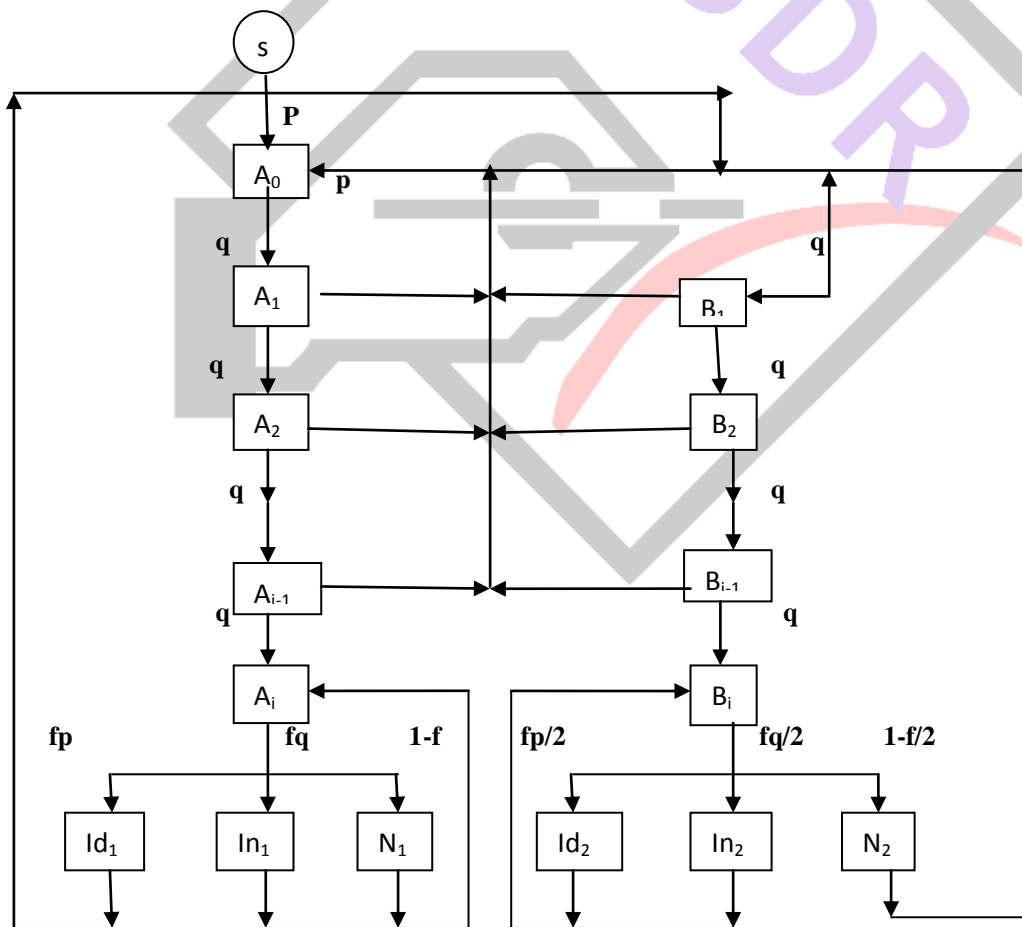 DR
s
P
A₀
p
q
q
A₁
B₁
q
q
A₂
B₂
q
q
Aᵢ₋₁
Bᵢ₋₁
q
q
Aᵢ
Bᵢ
fp
fq
1-f
fp/2
fq/2
1-f/2
Id₁
In₁
N₁
Id₂
In₂
N₂